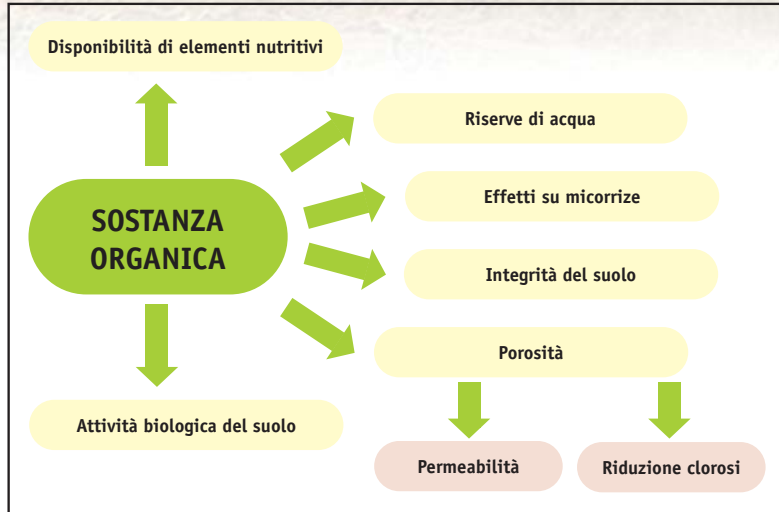 Disponibilità di elementi nutritivi
Riserve di acqua
Effetti su micorrize
SOSTANZA
ORGANICA
Integrità del suolo
Porosità
Attività biologica del suolo
Permeabilità
Riduzione clorosi